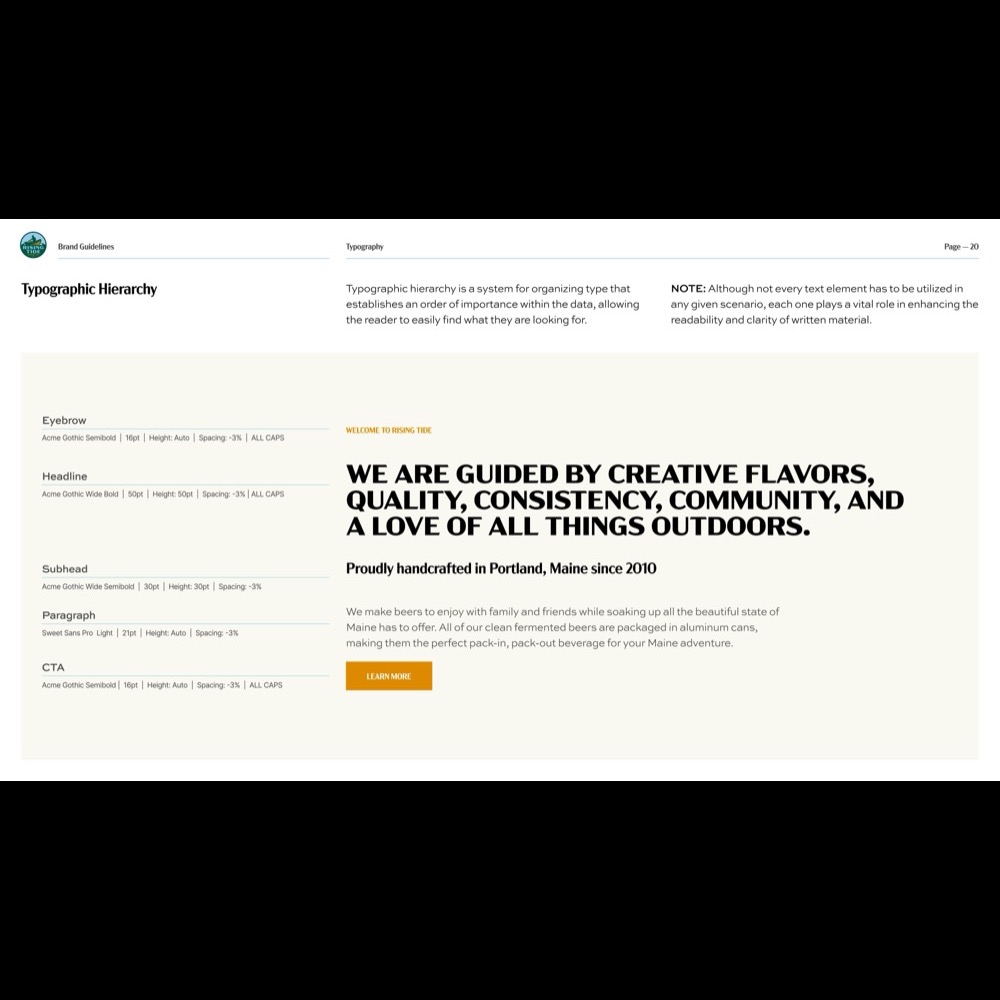 RISING
TIDE
Brand Guidelines
Typography
Page — 20
Typographic Hierarchy
Typographic hierarchy is a system for organizing type that
establishes an order of importance within the data, allowing
the reader to easily find what they are looking for.
NOTE: Although not every text element has to be utilized in
any given scenario, each one plays a vital role in enhancing the
readability and clarity of written material.
Eyebrow
Acme Gothic Semibold | 16pt | Height: Auto | Spacing: -3% | ALL CAPS
WELCOME TO RISING TIDE
Headline
Acme Gothic Wide Bold | 50pt | Height: 50pt | Spacing: -3% | ALL CAPS
WE ARE GUIDED BY CREATIVE FLAVORS,
QUALITY, CONSISTENCY, COMMUNITY, AND
A LOVE OF ALL THINGS OUTDOORS.
Subhead
Acme Gothic Wide Semibold | 30pt | Height: 30pt | Spacing: -3%
Proudly handcrafted in Portland, Maine since 2010
Paragraph
Sweet Sans Pro Light | 21pt | Height: Auto | Spacing: -3%
We make beers to enjoy with family and friends while soaking up all the beautiful state of
Maine has to offer. All of our clean fermented beers are packaged in aluminum cans,
making them the perfect pack-in, pack-out beverage for your Maine adventure.
CTA
Acme Gothic Semibold | 16pt | Height: Auto | Spacing: -3% | ALL CAPS
LEARN MORE